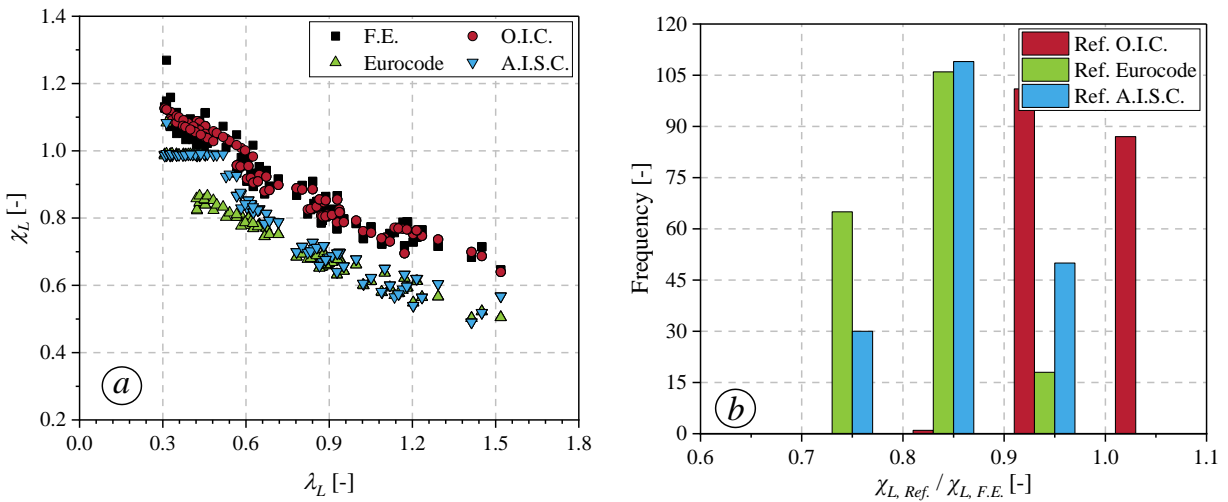 1.4
1.2
1.0
0.8
0.6
0.4
0.2
χL [-]
F.E.
O.I.C.
Eurocode
A.I.S.C.
a
0.0
0.3
0.6
0.9
1.2
1.5
1.8
λL [-]
120
105
90
75
60
45
30
15
0
Frequency [-]
Ref. O.I.C.
Ref. Eurocode
Ref. A.I.S.C.
b
0.6
0.7
0.8
0.9
1.0
1.1
χL, Ref. / χL, F.E. [-]